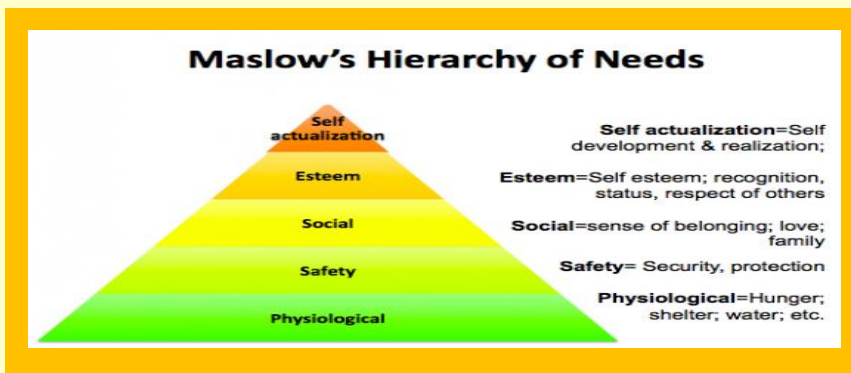 Maslow's Hierarchy of Needs
Self
actualization
Esteem
Social
Safety
Physiological
Self actualization=Self
development & realization;
Esteem=Self esteem; recognition,
status, respect of others
Social=sense of belonging; love;
family
Safety= Security, protection
Physiological=Hunger;
shelter; water; etc.